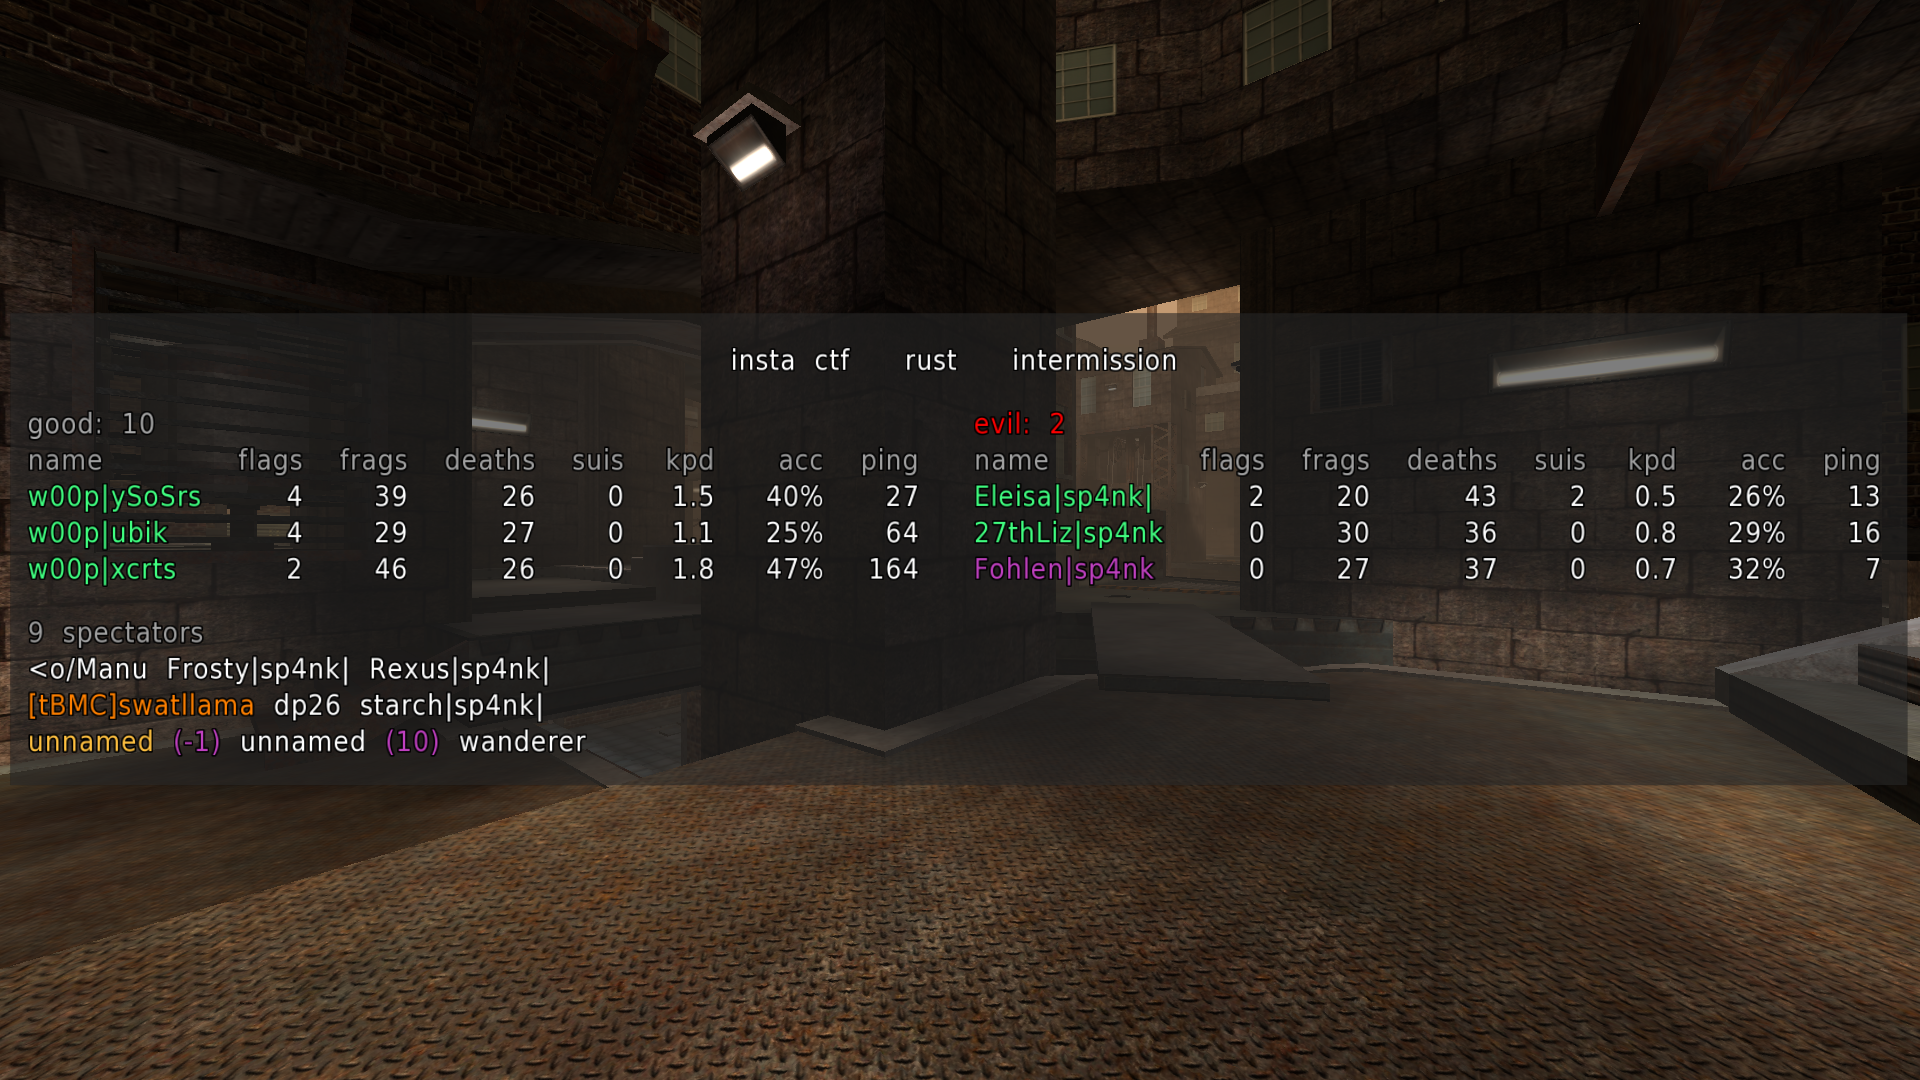 insta ctf rust intermission
good: 10 evil: 2
name flags frags deaths suis kpd acc ping name flags frags deaths suis kpd acc ping
w00p|ySoSrs 4 39 26 0 1.5 40% 27 Eleisa|sp4nk| 2 20 43 2 0.5 26% 13
w00p|ubik 4 29 27 0 1.1 25% 64 27thLiz|sp4nk 0 30 36 0 0.8 29% 16
w00p|xcrts 2 46 26 0 1.8 47% 164 Fohlen|sp4nk 0 27 37 0 0.7 32% 7
9 spectators
<o/Manu Frosty|sp4nk| Rexus|sp4nk|
[tBMC]swatllama dp26 starch|sp4nk|
unnamed (-1) unnamed (10) wanderer